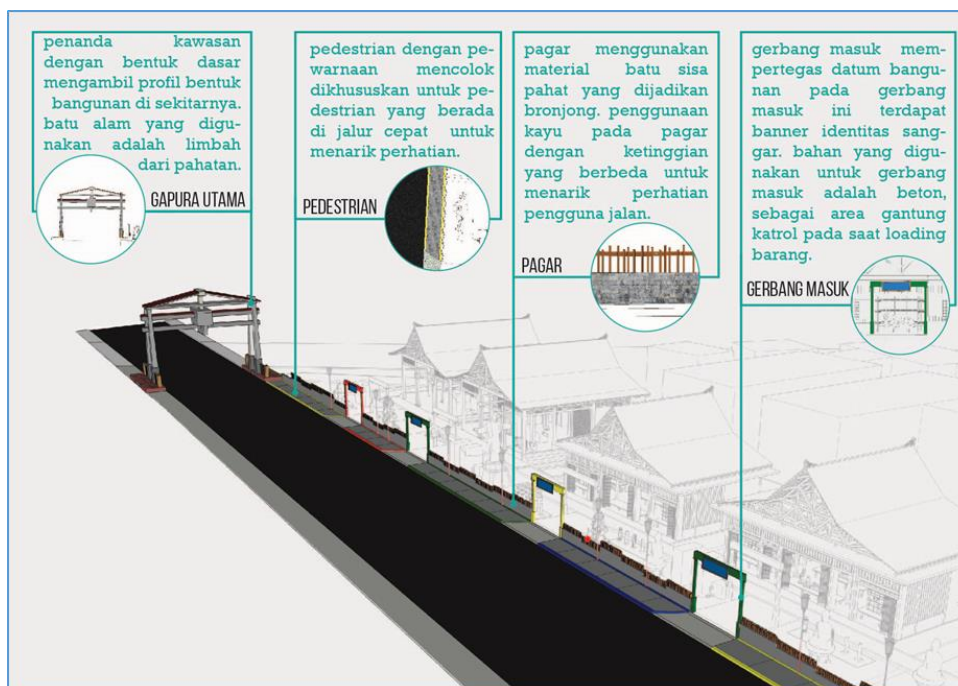 penanda kawasan
dengan bentuk dasar
mengambil profil bentuk
bangunan di sekitarnya.
batu alam yang digu-
nakan adalah limbah
dari pahatan.
GAPURA UTAMA
pedestrian dengan pe-
warnaan mencolok
dikhususkan untuk pe-
destrian yang berada
di jalur cepat untuk
menarik perhatian.
PEDESTRIAN
pagar menggunakan
material batu sisa
pahat yang dijadikan
bronjong. penggunaan
kayu pada pagar
dengan ketinggian
yang berbeda untuk
menarik perhatian
pengguna jalan.
PAGAR
gerbang masuk mem-
pertegas datum bangu-
nan pada gerbang
masuk ini terdapat
banner identitas sang-
gar. bahan yang digu-
nakan untuk gerbang
masuk adalah beton,
sebagai area gantung
katrol pada saat loading
barang.
GERBANG MASUK